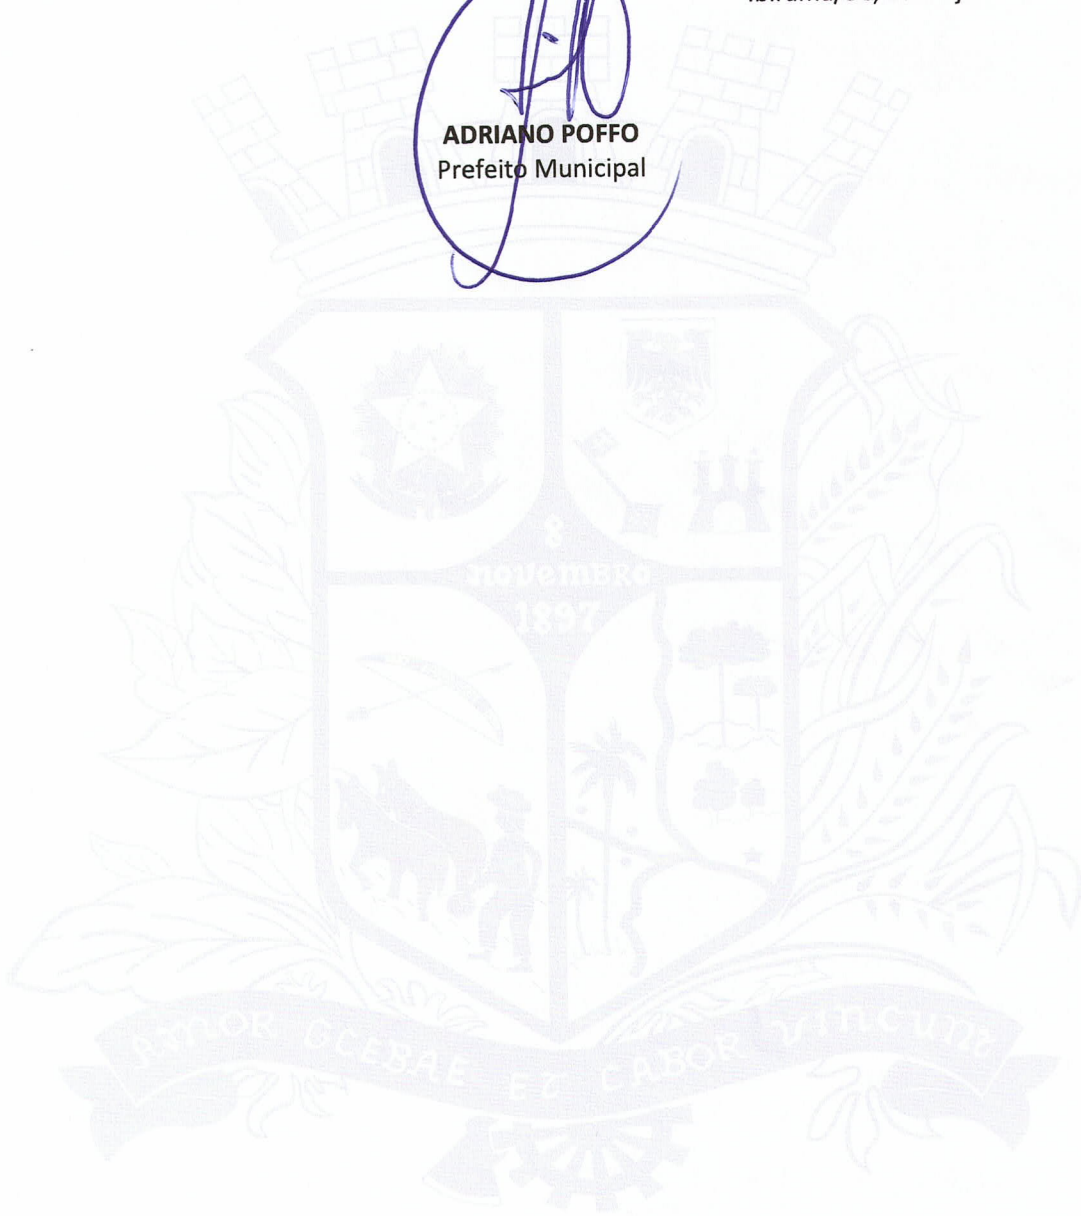 ADRIANO POFFO
Prefeito Municipal
8
novemBRO
1897
AMOR GLEBAE ET LABOR VINCUNT